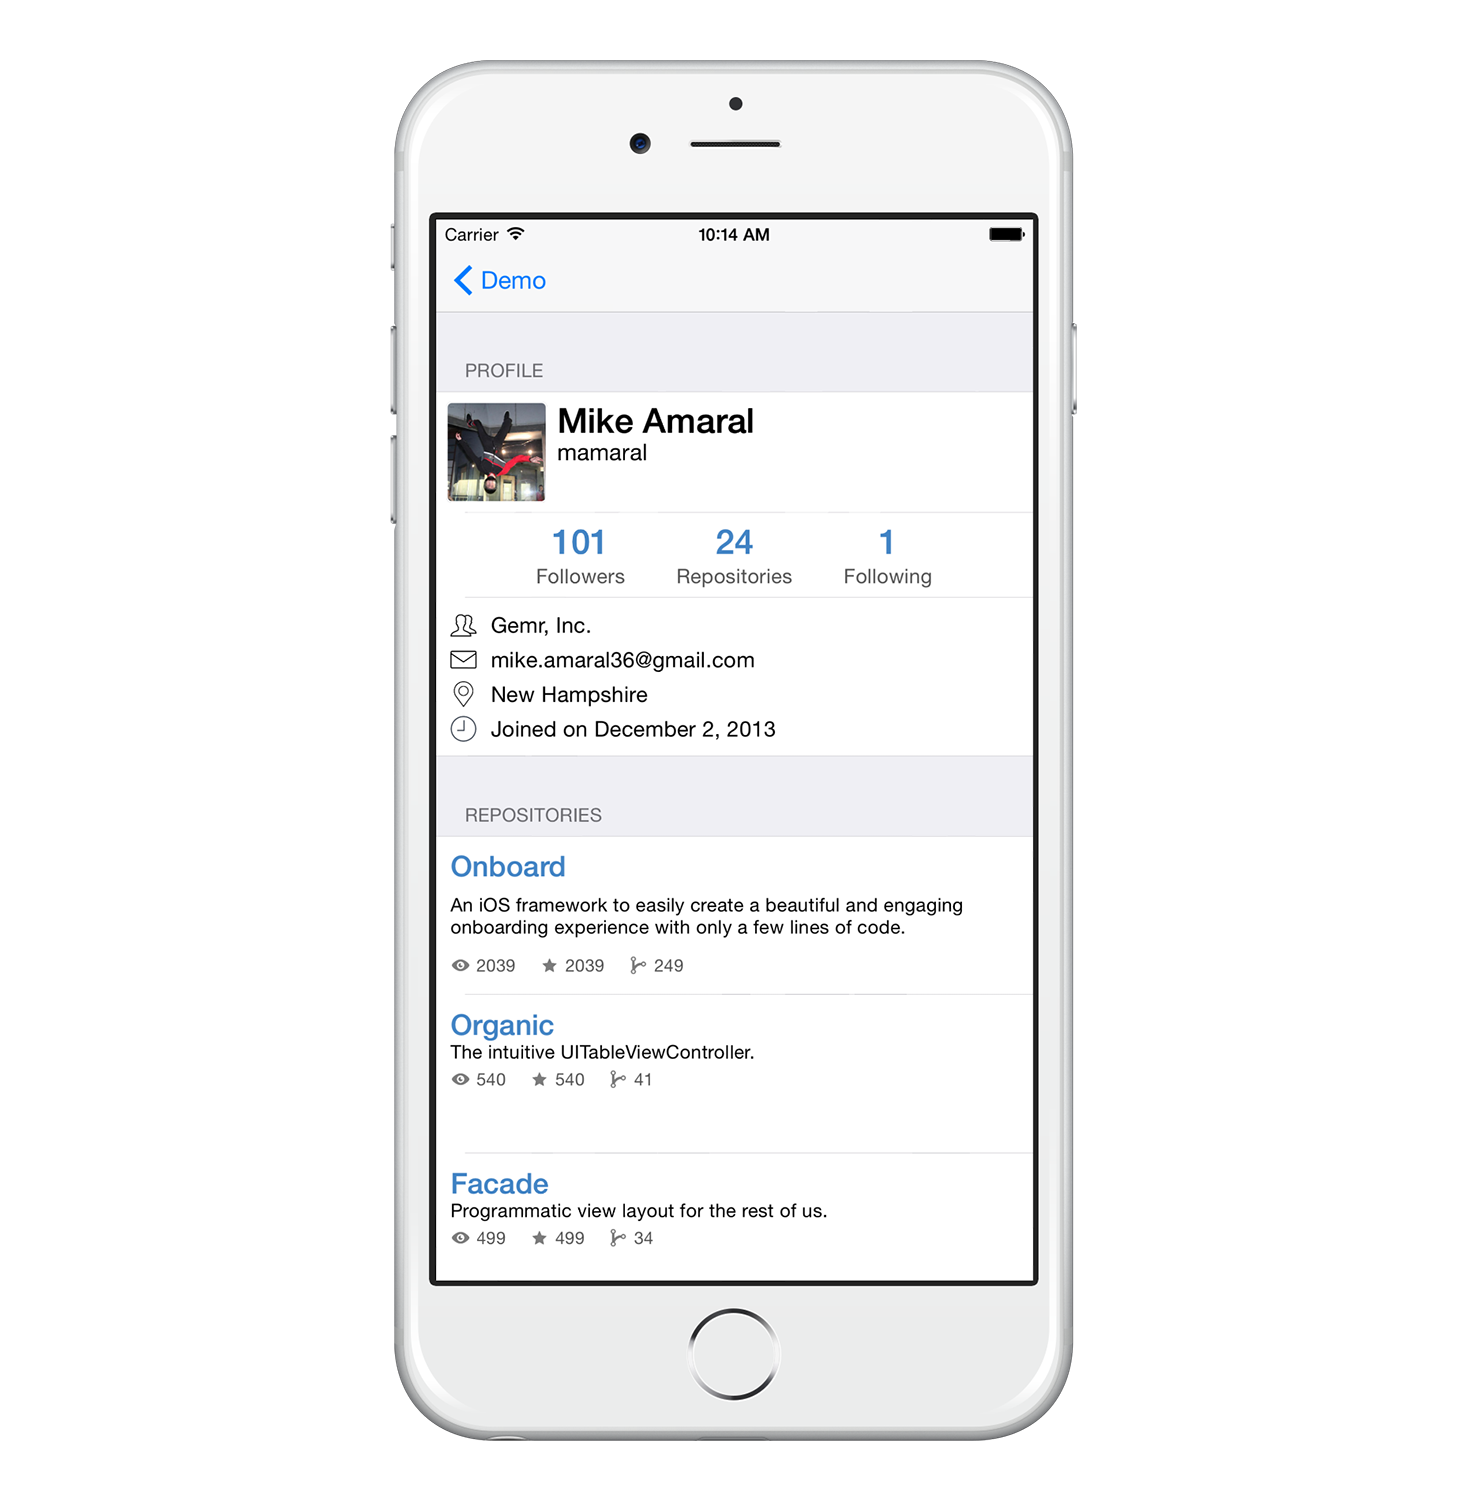 Carrier 10:14 AM
Demo
PROFILE
Mike Amaral
mamaral
101 24 1
Followers Repositories Following
Gemr, Inc.
mike.amaral36@gmail.com
New Hampshire
Joined on December 2, 2013
REPOSITORIES
Onboard
An iOS framework to easily create a beautiful and engaging
onboarding experience with only a few lines of code.
2039 2039 249
Organic
The intuitive UITableViewController.
540 540 41
Facade
Programmatic view layout for the rest of us.
499 499 34